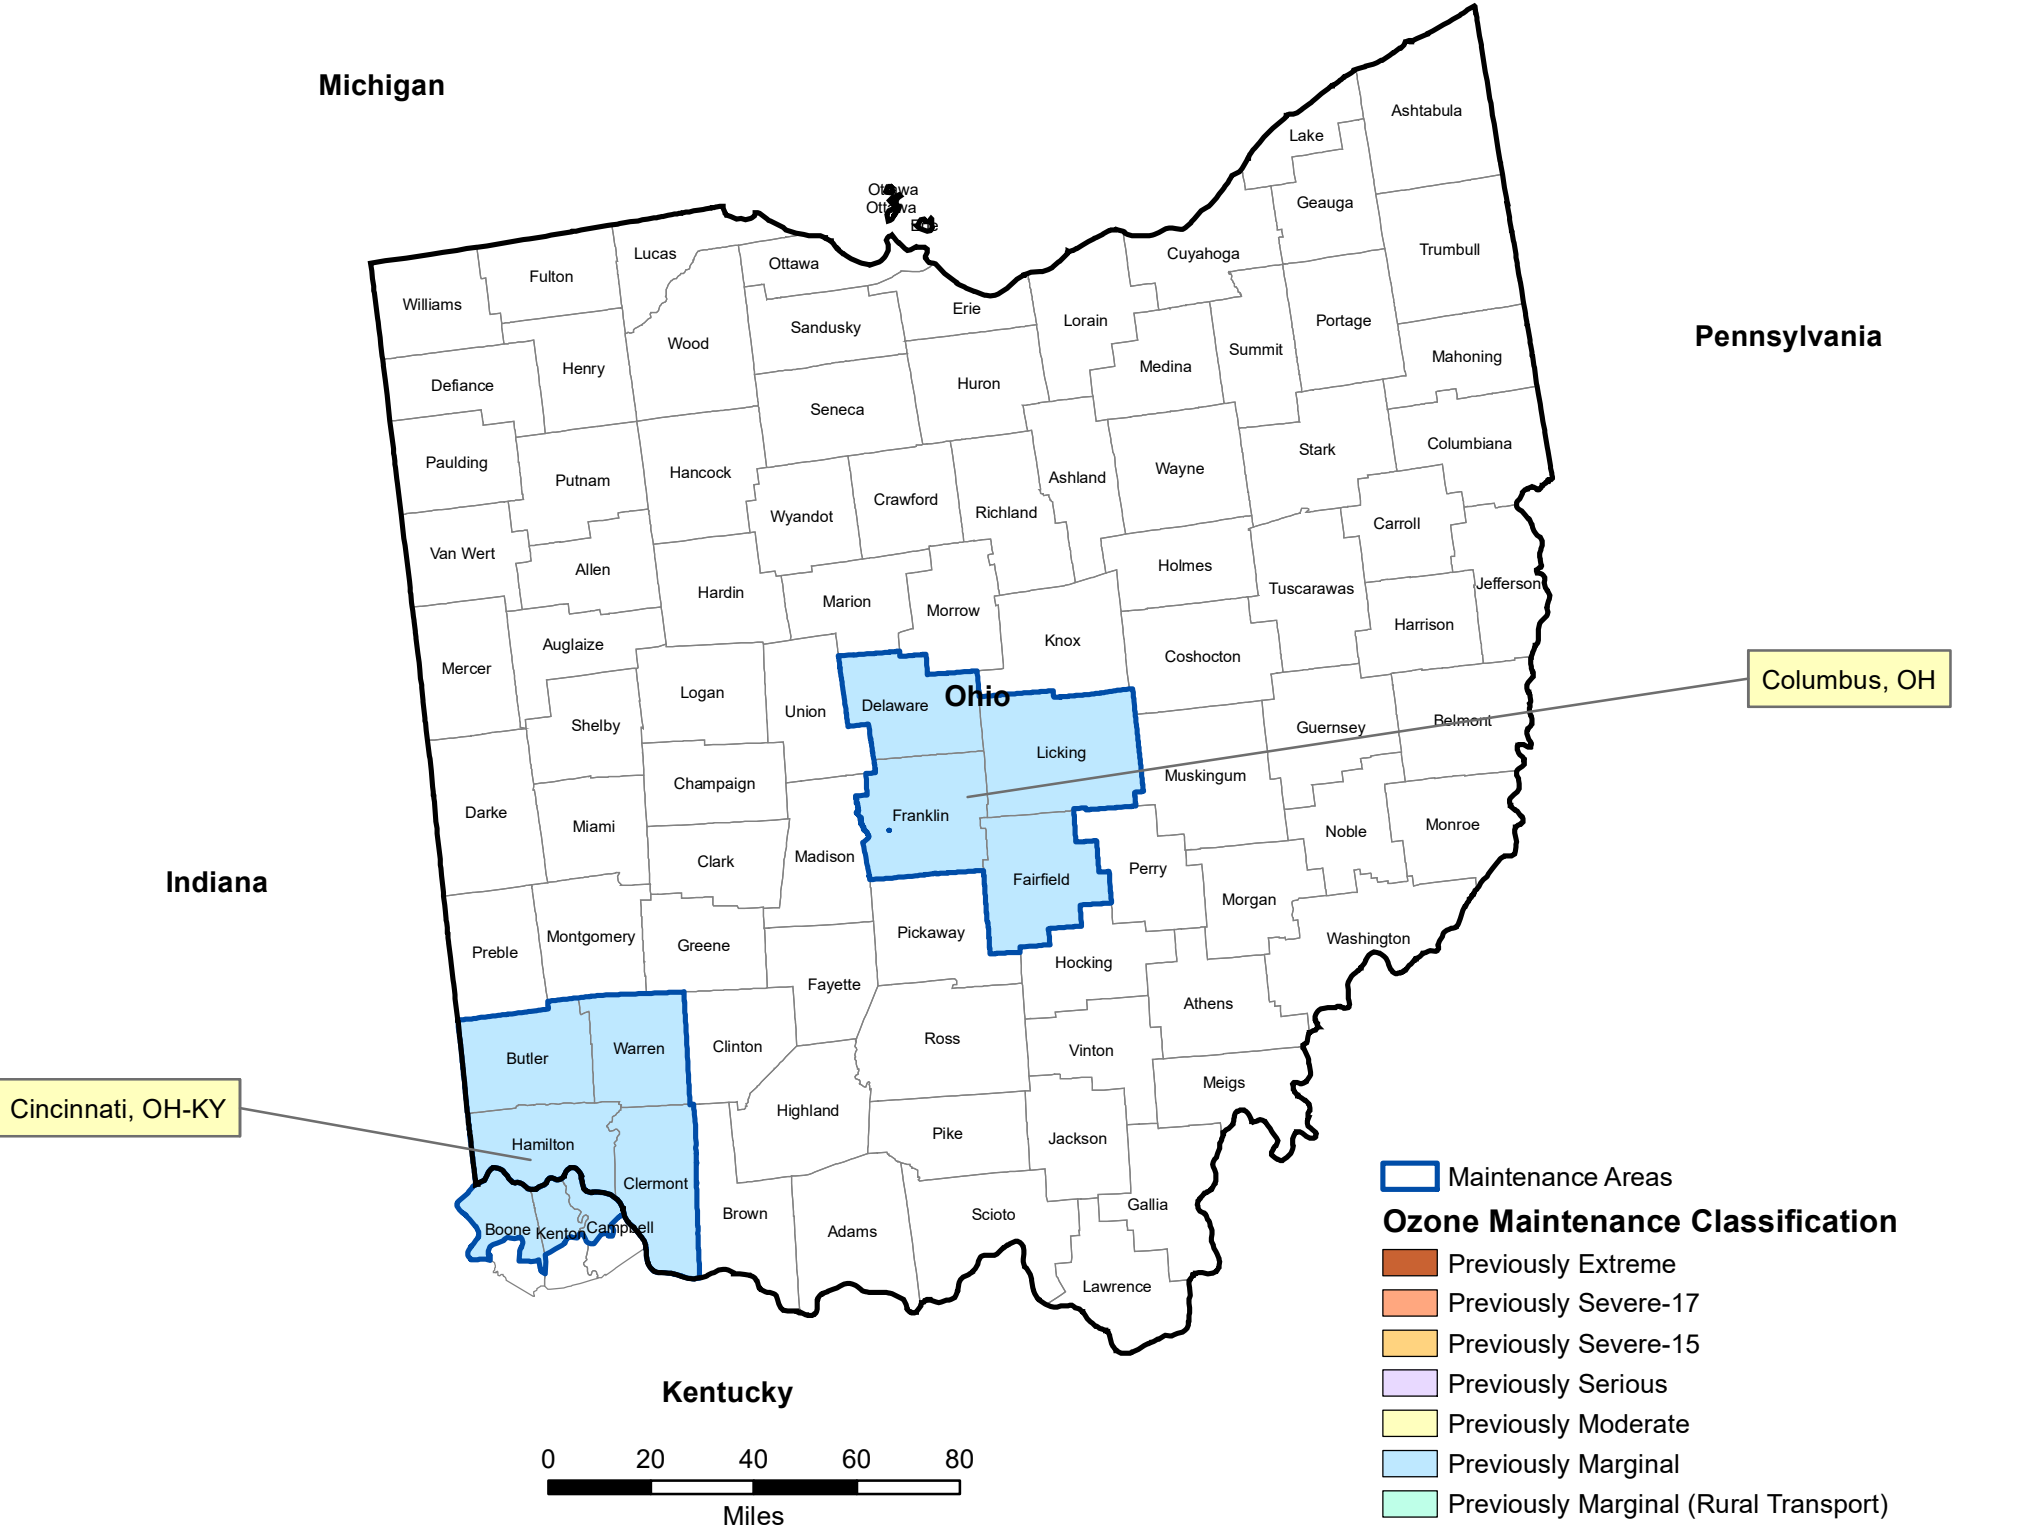 Michigan
Ashtabula
Lake
Ottawa
Geauga
Ottawa
Erie
Lucas
Cuyahoga
Trumbull
Ottawa
Fulton
Williams
Erie
Lorain
Portage
Sandusky
Pennsylvania
Wood
Summit
Mahoning
Henry
Medina
Defiance
Huron
Seneca
Columbiana
Stark
Paulding
Wayne
Hancock
Putnam
Ashland
Crawford
Richland
Wyandot
Carroll
Van Wert
Holmes
Allen
Jefferson
Tuscarawas
Hardin
Marion
Morrow
Harrison
Knox
Auglaize
Coshocton
Mercer
Columbus, OH
Logan
Ohio
Delaware
Union
Belmont
Shelby
Guernsey
Licking
Muskingum
Champaign
Darke
Franklin
Monroe
Miami
Noble
Madison
Clark
Perry
Indiana
Fairfield
Morgan
Pickaway
Montgomery
Washington
Greene
Preble
Hocking
Fayette
Athens
Ross
Clinton
Warren
Vinton
Butler
Meigs
Cincinnati, OH-KY
Highland
Pike
Jackson
Hamilton
Clermont
Maintenance Areas
Gallia
Brown
Scioto
Ozone Maintenance Classification
Boone
Kenton
Campbell
Adams
Previously Extreme
Lawrence
Previously Severe-17
Previously Severe-15
Previously Serious
Kentucky
Previously Moderate
0 20 40 60 80
Previously Marginal
Previously Marginal (Rural Transport)
Miles